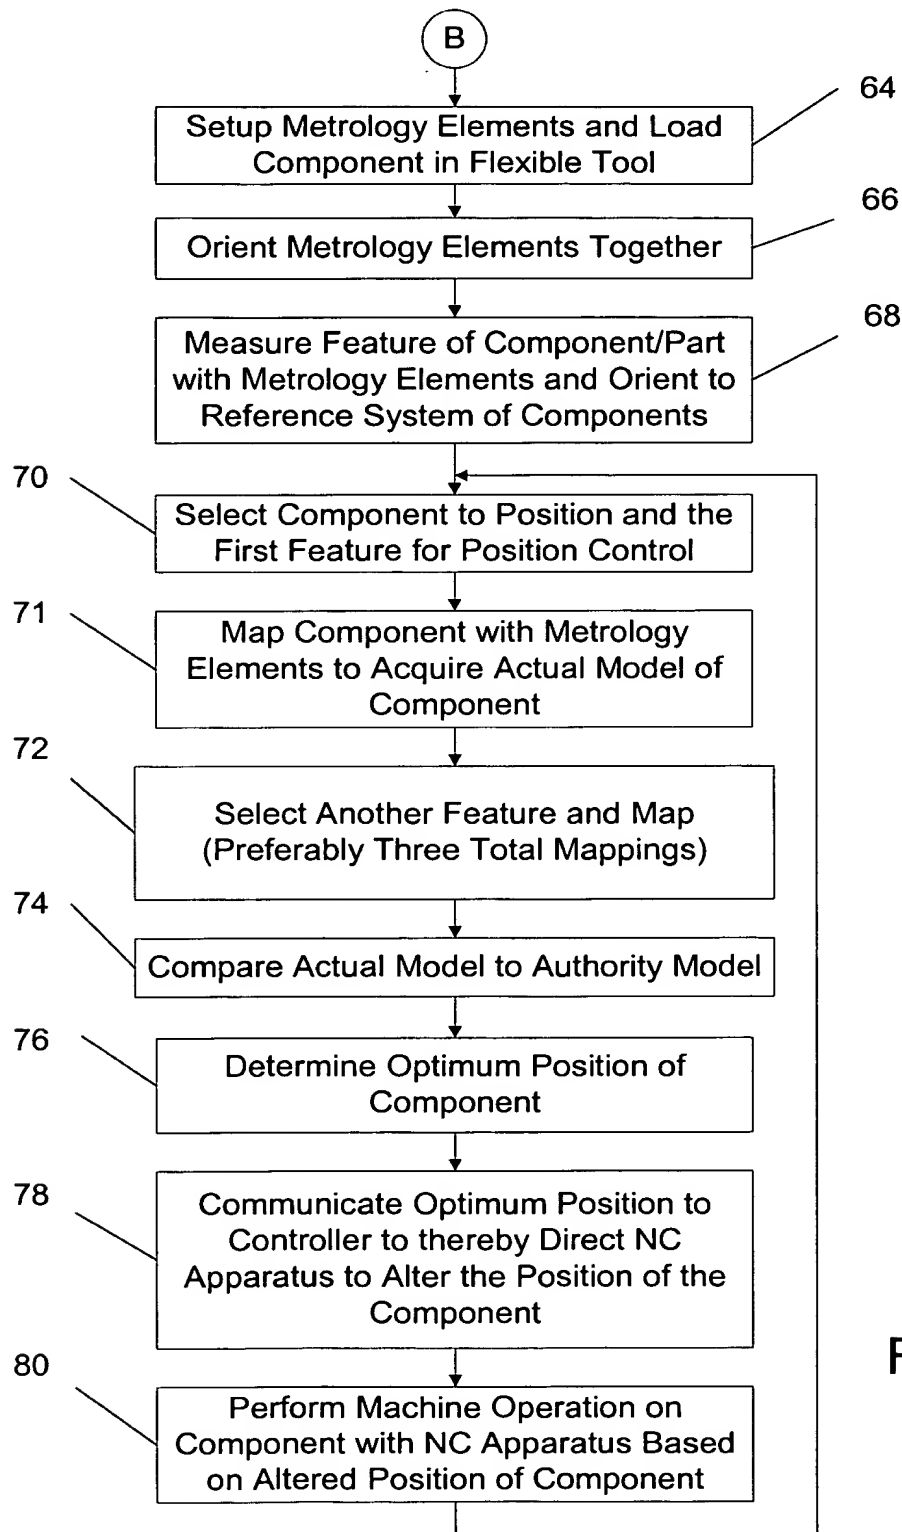 B
64
Setup Metrology Elements and Load
Component in Flexible Tool
66
Orient Metrology Elements Together
68
Measure Feature of Component/Part
with Metrology Elements and Orient to
Reference System of Components
70
Select Component to Position and the
First Feature for Position Control
71
Map Component with Metrology
Elements to Acquire Actual Model of
Component
72
Select Another Feature and Map
(Preferably Three Total Mappings)
74
Compare Actual Model to Authority Model
76
Determine Optimum Position of
Component
78
Communicate Optimum Position to
Controller to thereby Direct NC
Apparatus to Alter the Position of the
Component
80
Perform Machine Operation on
Component with NC Apparatus Based
on Altered Position of Component